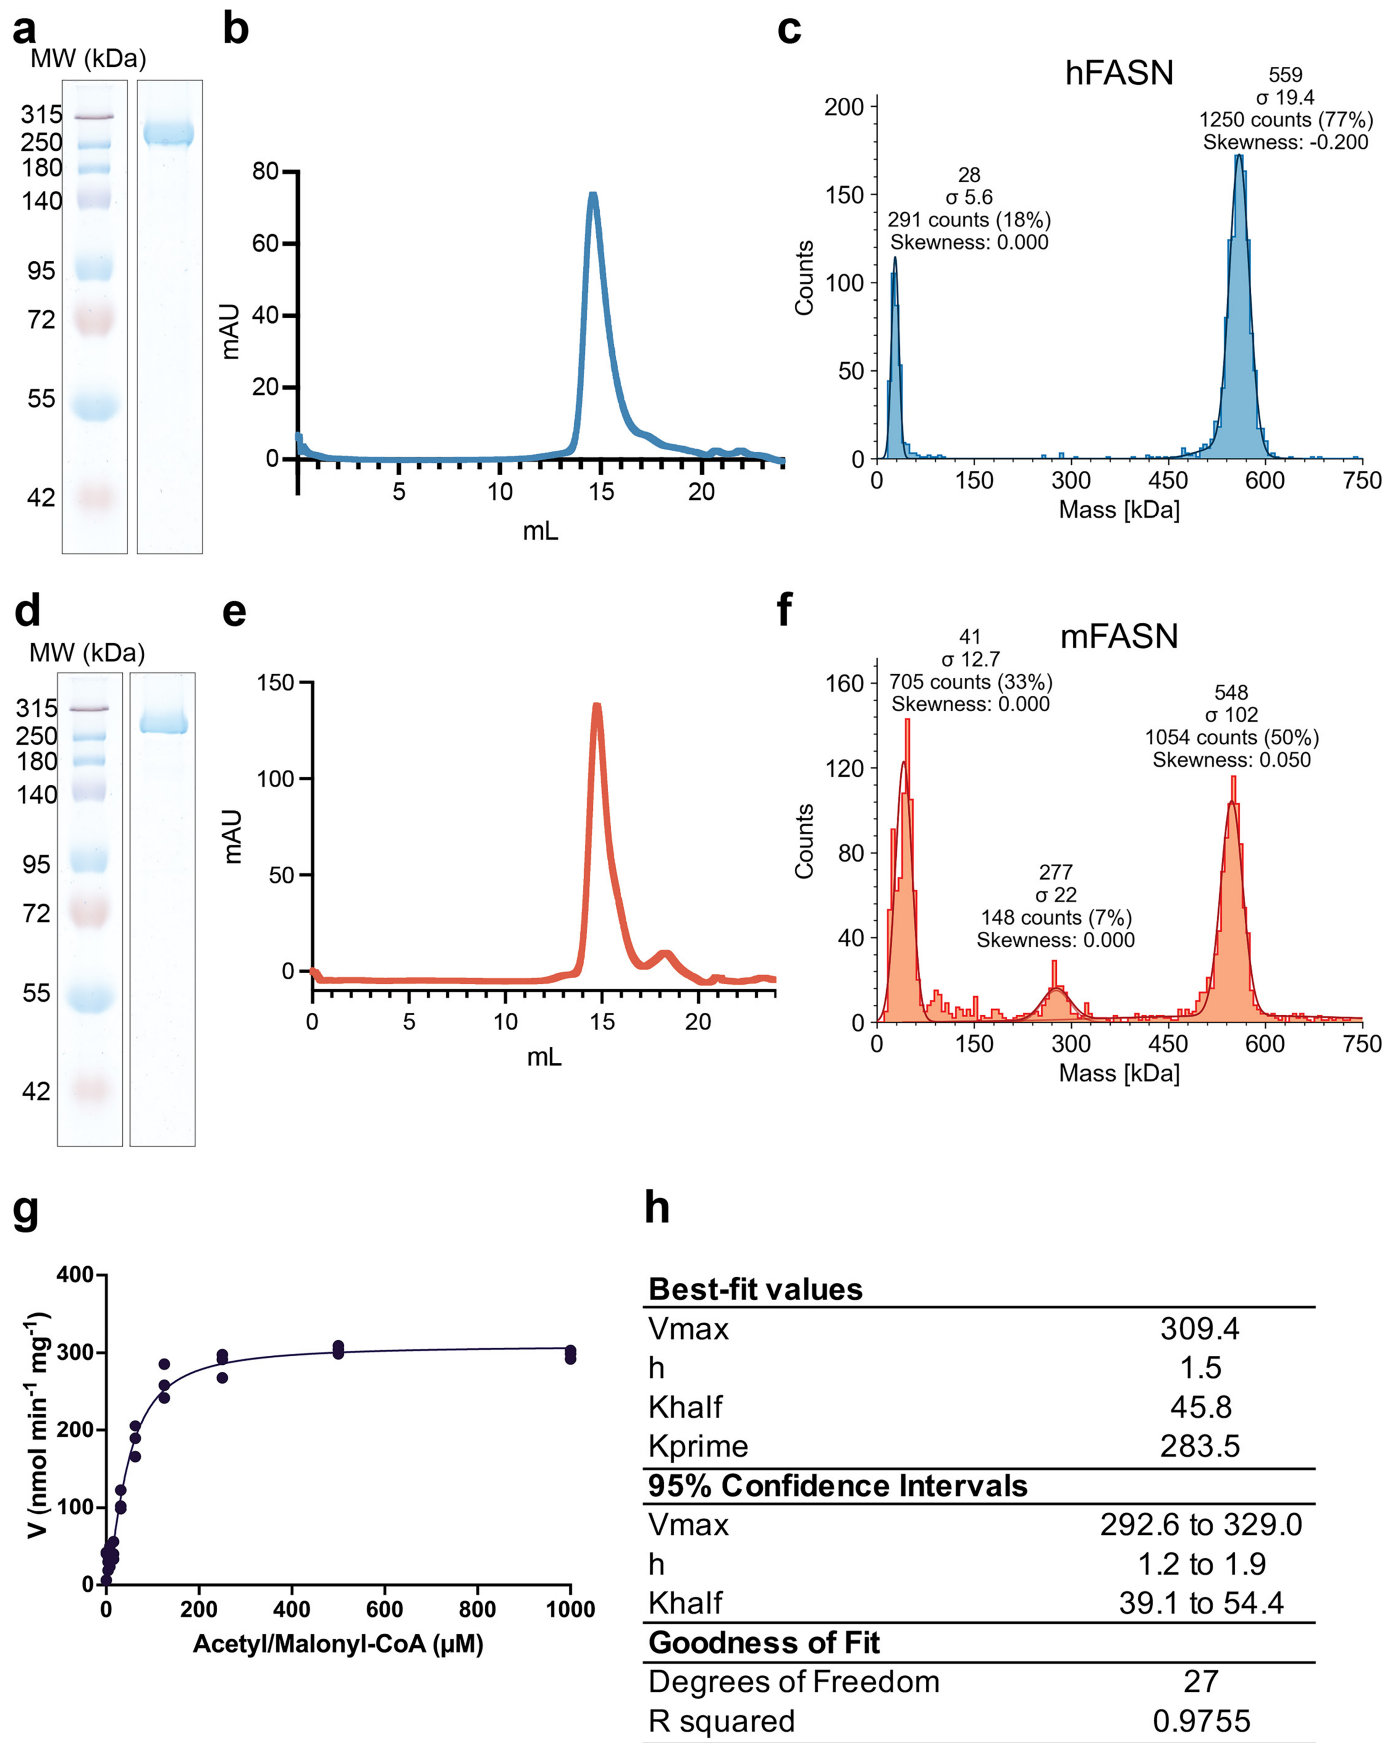 a
MW (kDa)
315
250
180
140
95
72
55
42
b
80
60
40
20
0
mAU
5
10
15
20
mL
c
hFASN
559
σ 19.4
1250 counts (77%)
Skewness: -0.200
28
σ 5.6
291 counts (18%)
Skewness: 0.000
200
150
100
50
0
Counts
0
150
300
450
600
750
Mass [kDa]
d
MW (kDa)
315
250
180
140
95
72
55
42
e
150
100
50
0
mAU
0
5
10
15
20
mL
f
mFASN
41
σ 12.7
705 counts (33%)
Skewness: 0.000
548
σ 102
1054 counts (50%)
Skewness: 0.050
277
σ 22
148 counts (7%)
Skewness: 0.000
160
120
80
40
0
Counts
0
150
300
450
600
750
Mass [kDa]
g
400
300
200
100
0
V (nmol min⁻¹ mg⁻¹)
0
200
400
600
800
1000
Acetyl/Malonyl-CoA (µM)
h
Best-fit values
Vmax 309.4
h 1.5
Khalf 45.8
Kprime 283.5
95% Confidence Intervals
Vmax 292.6 to 329.0
h 1.2 to 1.9
Khalf 39.1 to 54.4
Goodness of Fit
Degrees of Freedom 27
R squared 0.9755